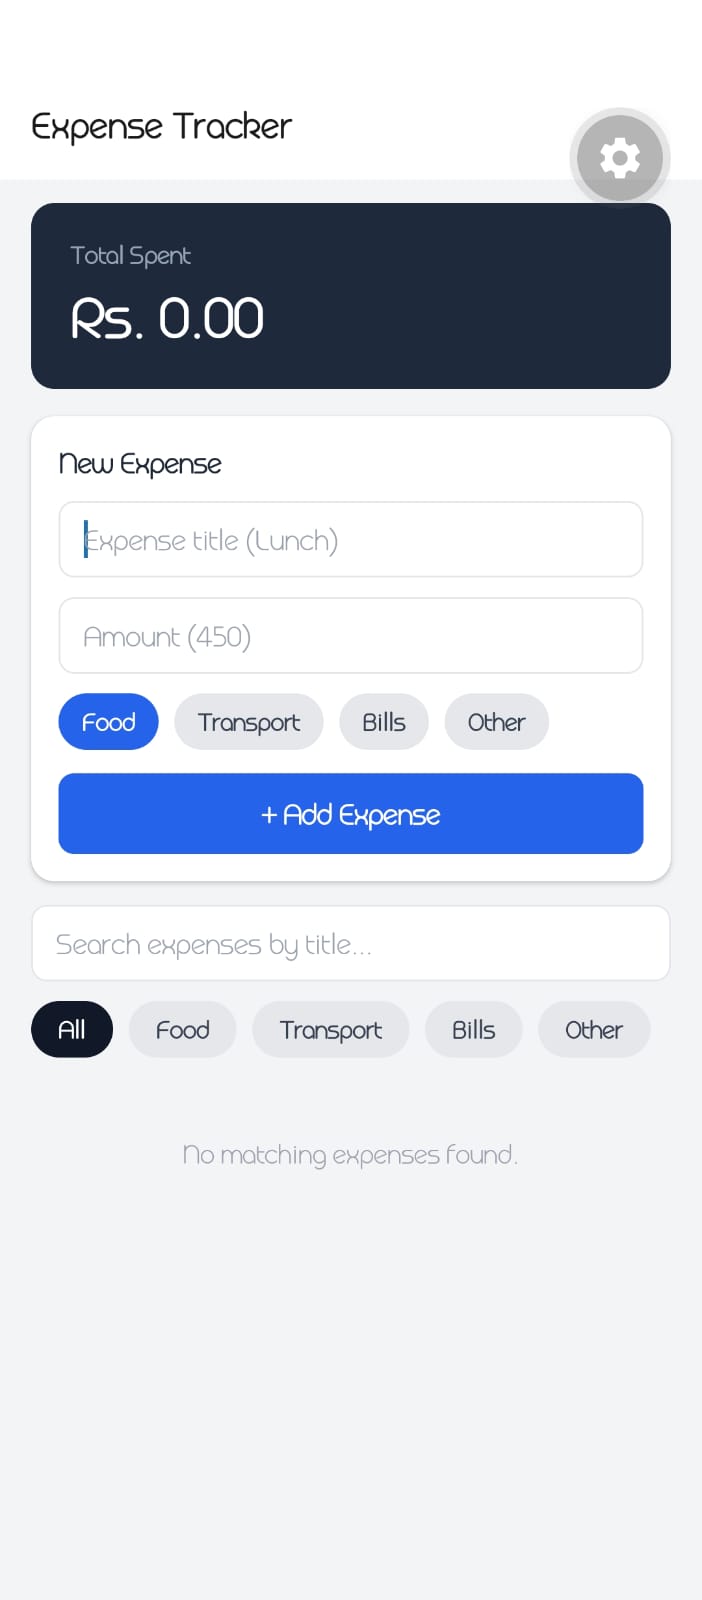 Expense Tracker
Total Spent
Rs. 0.00
New Expense
Expense title (Lunch)
Amount (450)
Food Transport Bills Other
+ Add Expense
Search expenses by title...
All Food Transport Bills Other
No matching expenses found.